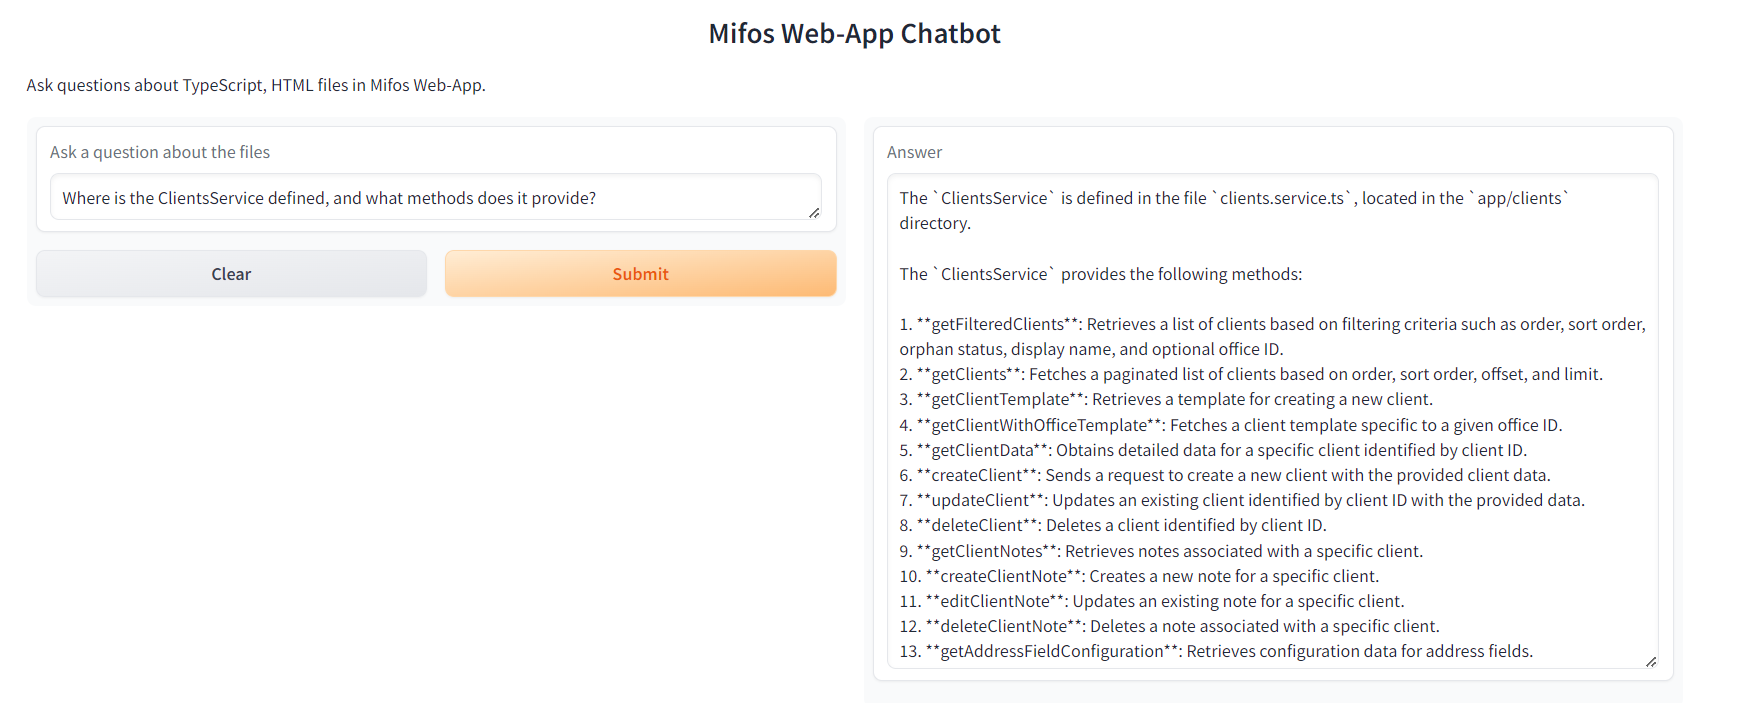 Mifos Web-App Chatbot
Ask questions about TypeScript, HTML files in Mifos Web-App.
Ask a question about the files
Where is the ClientsService defined, and what methods does it provide?
Clear
Submit
Answer
The `ClientsService` is defined in the file `clients.service.ts`, located in the `app/clients`
directory.
The `ClientsService` provides the following methods:
1. **getFilteredClients**: Retrieves a list of clients based on filtering criteria such as order, sort order,
orphan status, display name, and optional office ID.
2. **getClients**: Fetches a paginated list of clients based on order, sort order, offset, and limit.
3. **getClientTemplate**: Retrieves a template for creating a new client.
4. **getClientWithOfficeTemplate**: Fetches a client template specific to a given office ID.
5. **getClientData**: Obtains detailed data for a specific client identified by client ID.
6. **createClient**: Sends a request to create a new client with the provided client data.
7. **updateClient**: Updates an existing client identified by client ID with the provided data.
8. **deleteClient**: Deletes a client identified by client ID.
9. **getClientNotes**: Retrieves notes associated with a specific client.
10. **createClientNote**: Creates a new note for a specific client.
11. **editClientNote**: Updates an existing note for a specific client.
12. **deleteClientNote**: Deletes a note associated with a specific client.
13. **getAddressFieldConfiguration**: Retrieves configuration data for address fields.